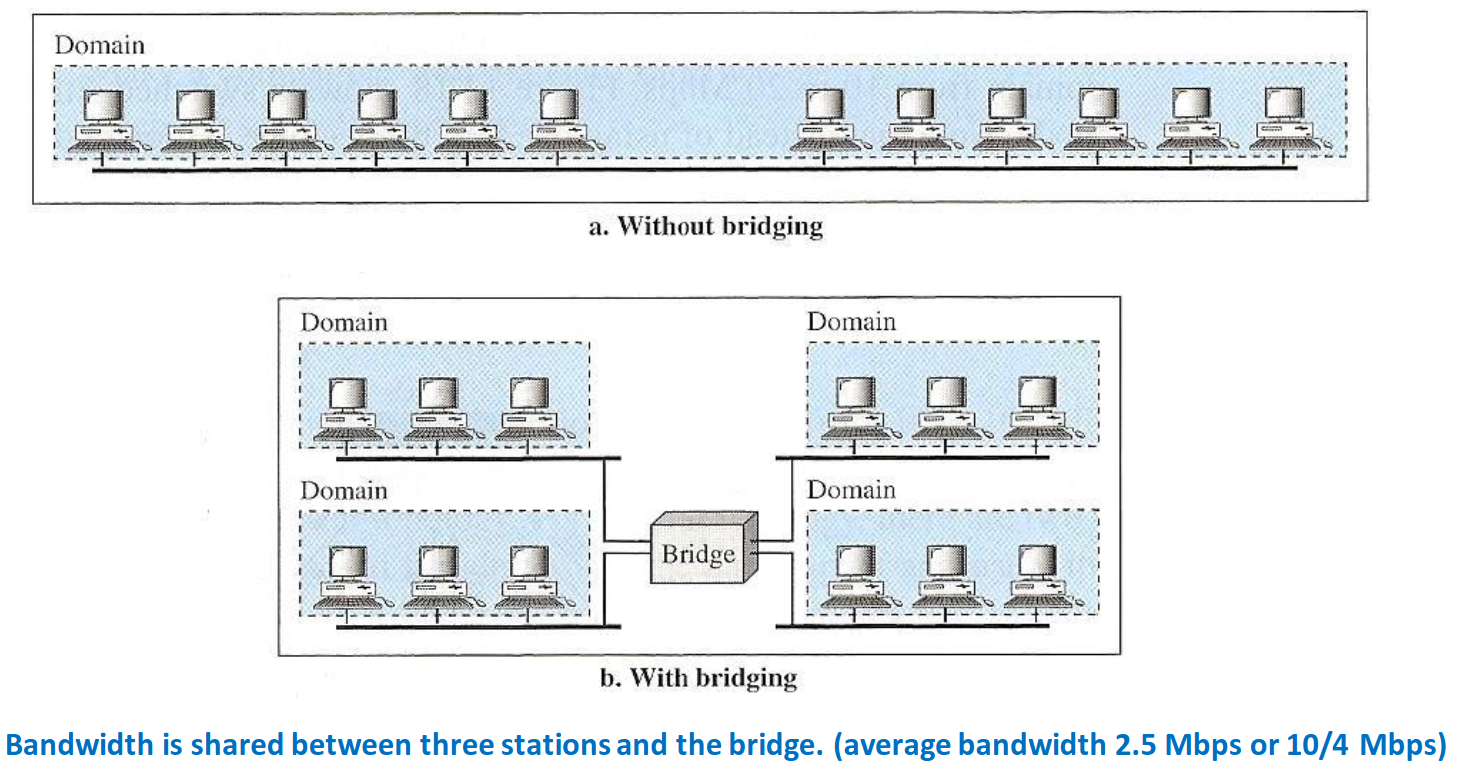 Domain
a. Without bridging
Domain
Domain
Domain
Domain
Bridge
b. With bridging
Bandwidth is shared between three stations and the bridge. (average bandwidth 2.5 Mbps or 10/4 Mbps)